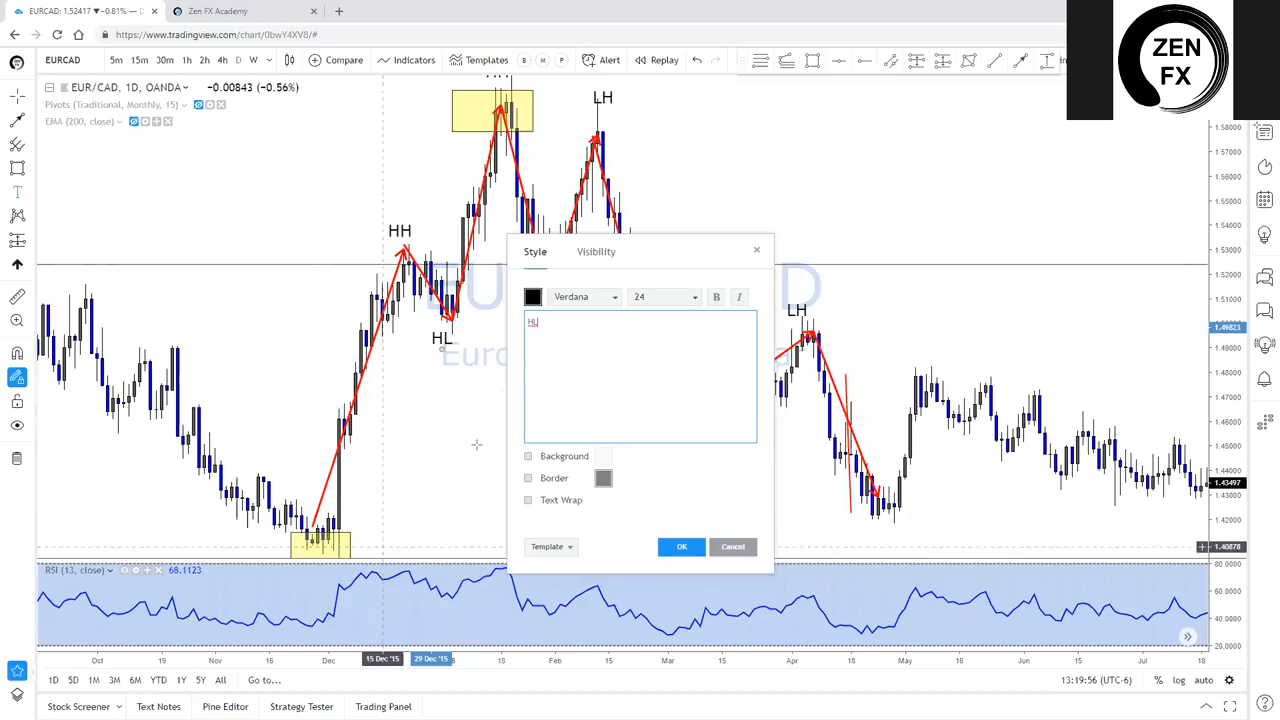 EURCAD: 1.52417 ▼−0.81% – D
Zen FX Academy
https://www.tradingview.com/chart/0bwY4XV8/#
ZEN
FX
EURCAD
5m
15m
30m
1h
2h
4h
D
W
Compare
Indicators
Templates
B
M
P
Alert
Replay
EUR/CAD, 1D, OANDA
−0.00843 (−0.56%)
Pivots (Traditional, Monthly, 15)
EMA (200, close)
HH
LH
HH
HL
LH
Style
Visibility
Verdana
24
B
I
HL
Background
Border
Text Wrap
Template
OK
Cancel
1.58000
1.57000
1.56000
1.55000
1.54000
1.53000
1.52000
1.51000
1.49823
1.49000
1.48000
1.47000
1.46000
1.45000
1.44000
1.43497
1.43000
1.42000
1.40878
RSI (13, close)
68.1123
80.0000
60.0000
40.0000
20.0000
Oct
16
Nov
16
Dec
15 Dec '15
29 Dec '15
18
Feb
15
Mar
15
Apr
18
May
16
Jun
15
Jul
18
1D
5D
1M
3M
6M
YTD
1Y
5Y
All
Go to...
13:19:56 (UTC-6)
%
log
auto
Stock Screener
Text Notes
Pine Editor
Strategy Tester
Trading Panel